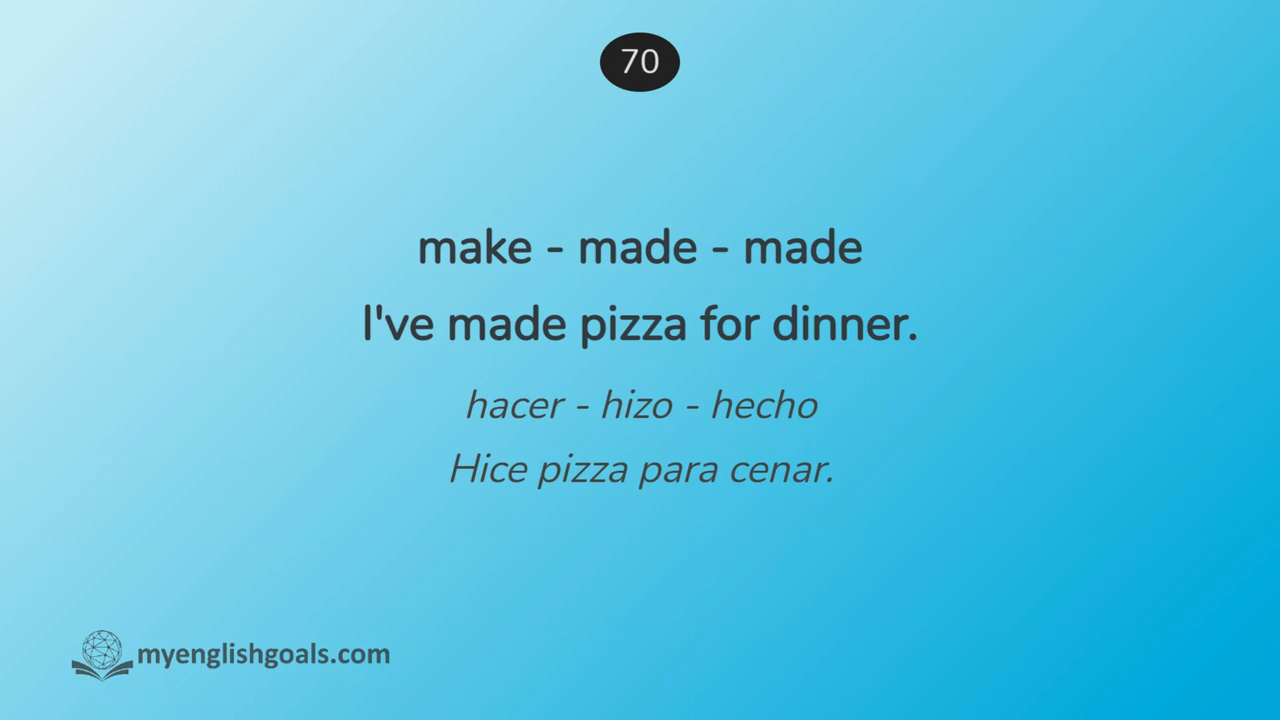 70
make - made - made
I've made pizza for dinner.
hacer - hizo - hecho
Hice pizza para cenar.
myenglishgoals.com